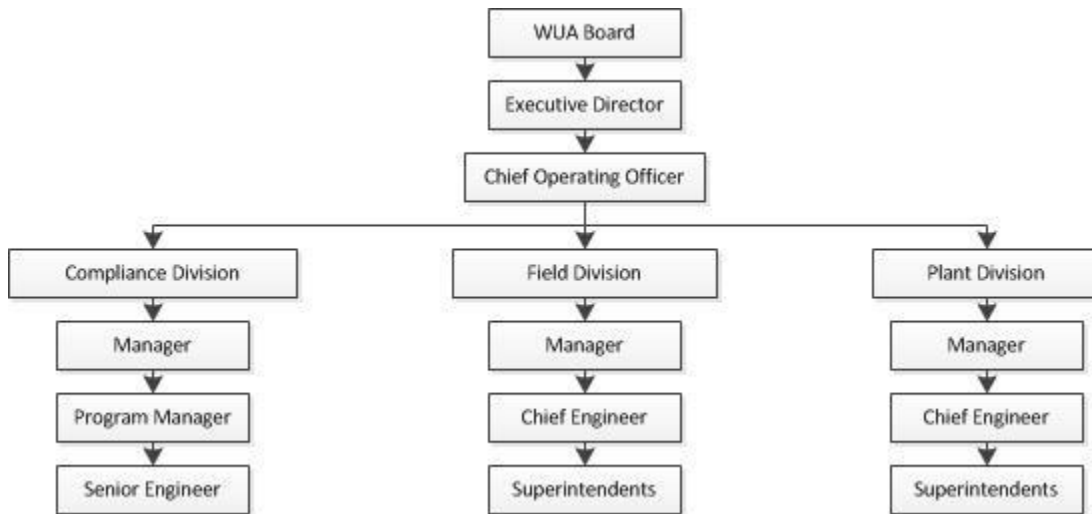 WUA Board
Executive Director
Chief Operating Officer
Compliance Division
Field Division
Plant Division
Manager
Manager
Manager
Program Manager
Chief Engineer
Chief Engineer
Senior Engineer
Superintendents
Superintendents